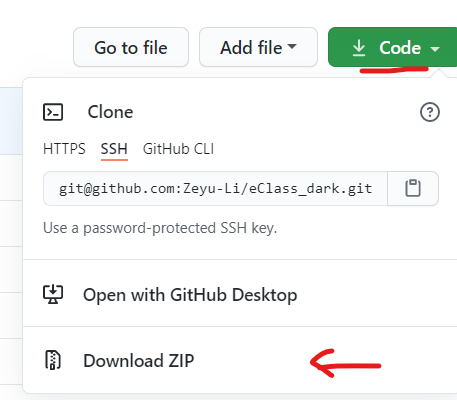 Go to file Add file Code
Clone
HTTPS SSH GitHub CLI
git@github.com:Zeyu-Li/eClass_dark.git
Use a password-protected SSH key.
Open with GitHub Desktop
Download ZIP